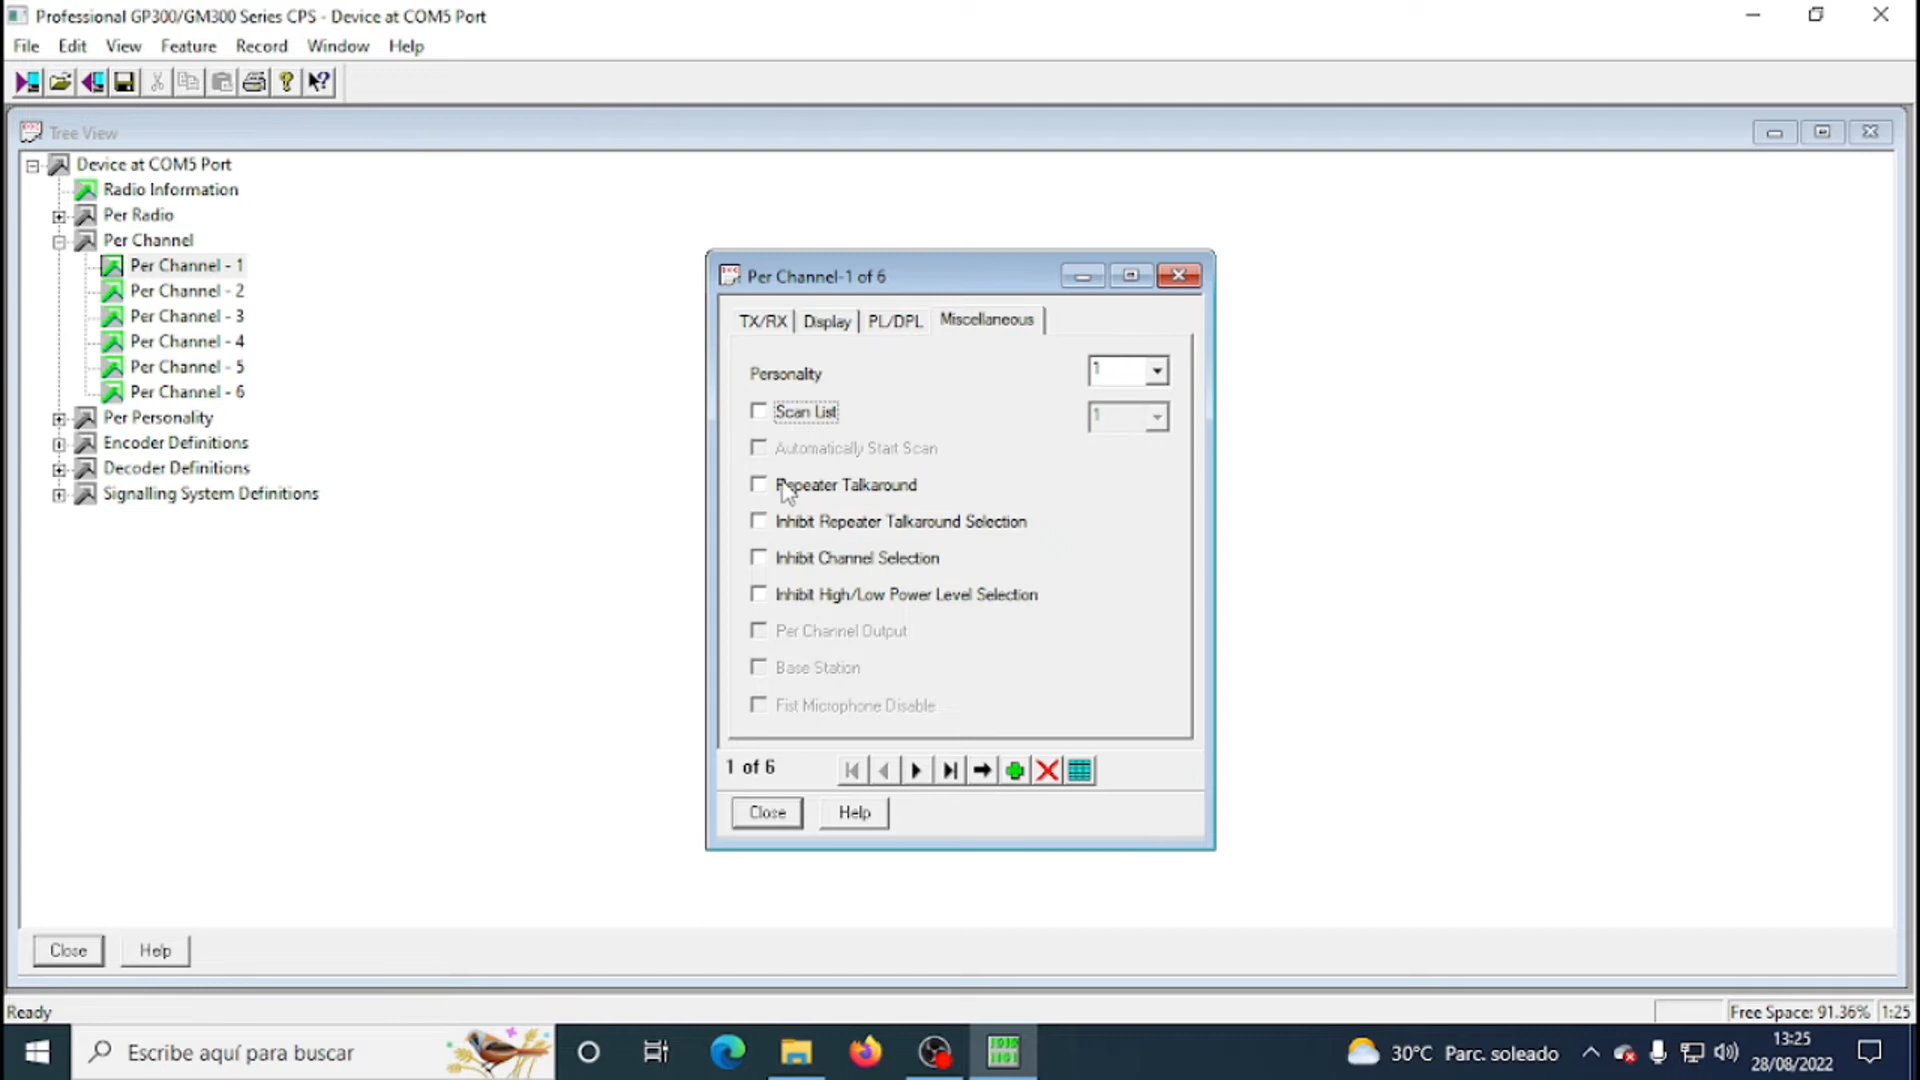 Professional GP300/GM300 Series CPS - Device at COM5 Port
File Edit View Feature Record Window Help
Tree View
Device at COM5 Port
Radio Information
Per Radio
Per Channel
Per Channel - 1
Per Channel - 2
Per Channel - 3
Per Channel - 4
Per Channel - 5
Per Channel - 6
Per Personality
Encoder Definitions
Decoder Definitions
Signalling System Definitions
Per Channel-1 of 6
TX/RX Display PL/DPL Miscellaneous
Personality 1
Scan List 1
Automatically Start Scan
Repeater Talkaround
Inhibit Repeater Talkaround Selection
Inhibit Channel Selection
Inhibit High/Low Power Level Selection
Per Channel Output
Base Station
Fist Microphone Disable
1 of 6
Close Help
Close Help
Ready Free Space: 91.36% 1:25
Escribe aquí para buscar 30°C Parc. soleado 13:25
28/08/2022